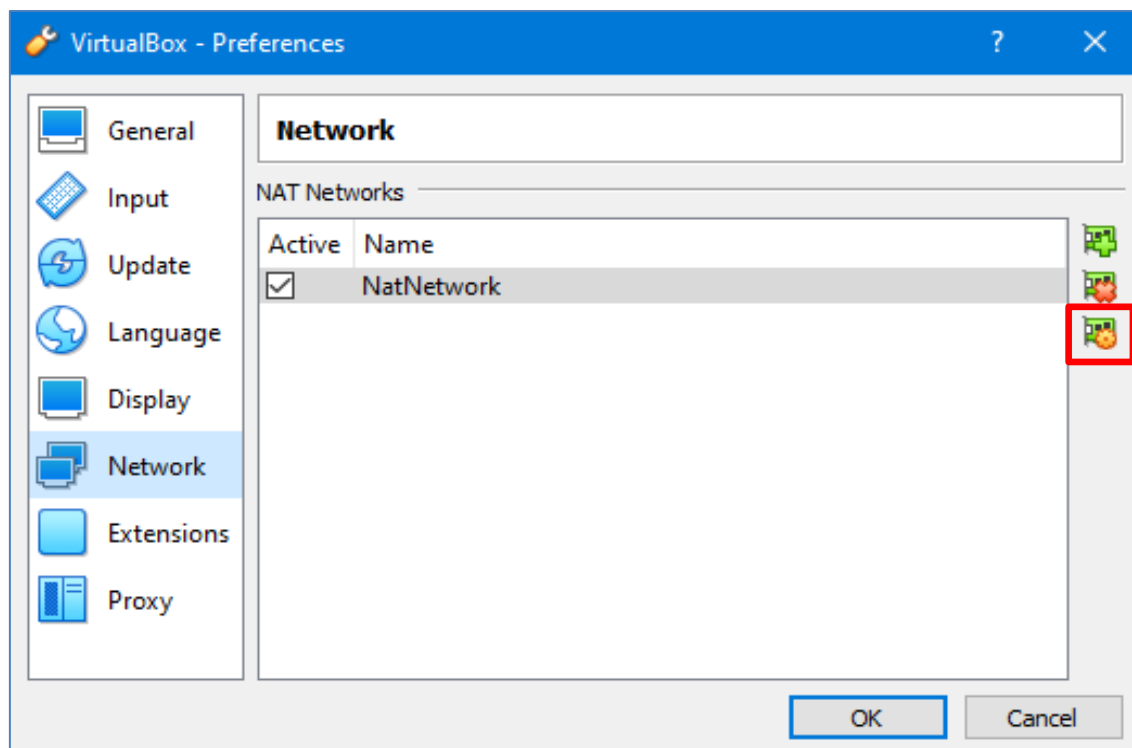 VirtualBox - Preferences ?
General
Input
Update
Language
Display
Network
Extensions
Proxy
Network
NAT Networks
Active Name
NatNetwork
OK Cancel